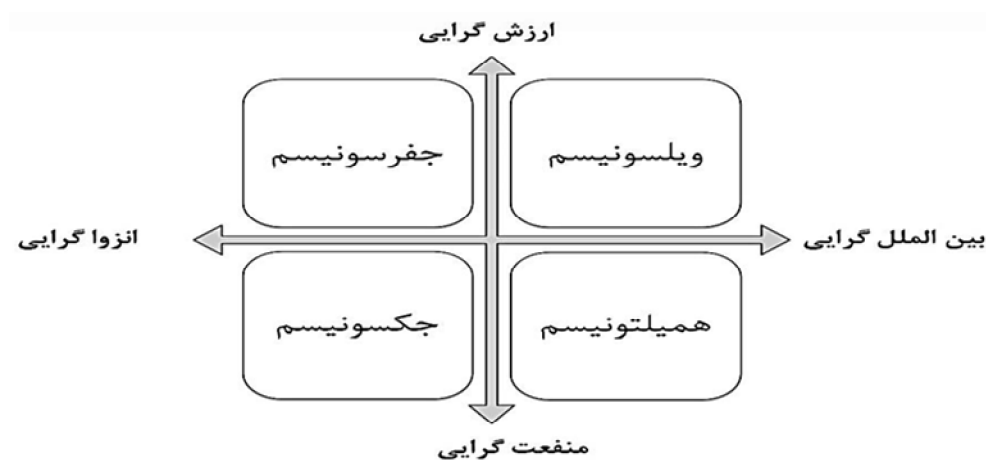 ارزش گرایی
ویلسونیسم
جفرسونیسم
بین الملل گرایی
انزوا گرایی
همیلتونیسم
جکسونیسم
منفعت گرایی